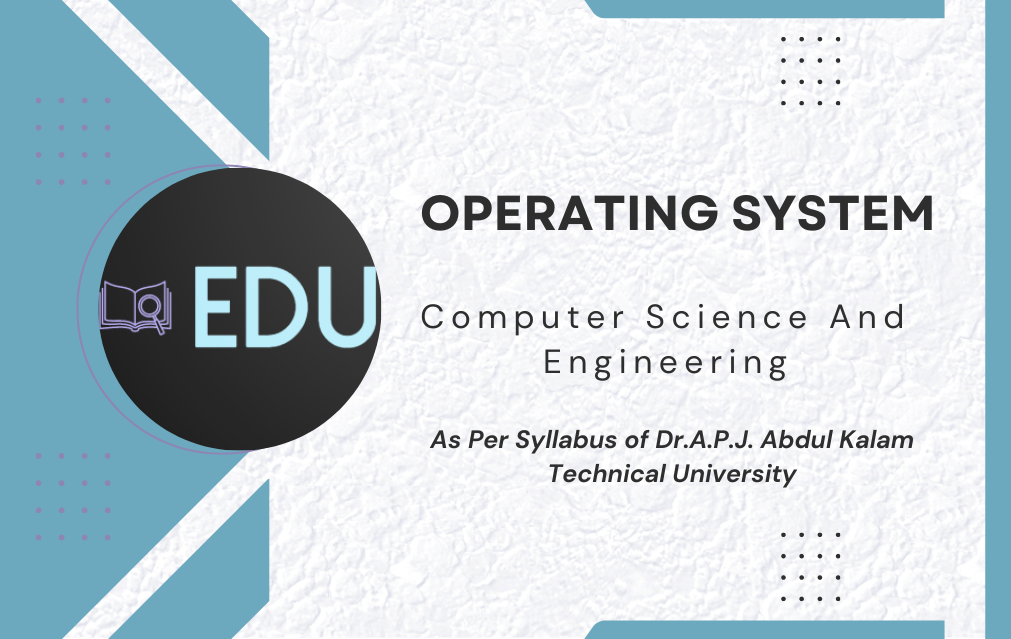 EDU
OPERATING SYSTEM
Computer Science And
Engineering
As Per Syllabus of Dr.A.P.J. Abdul Kalam
Technical University